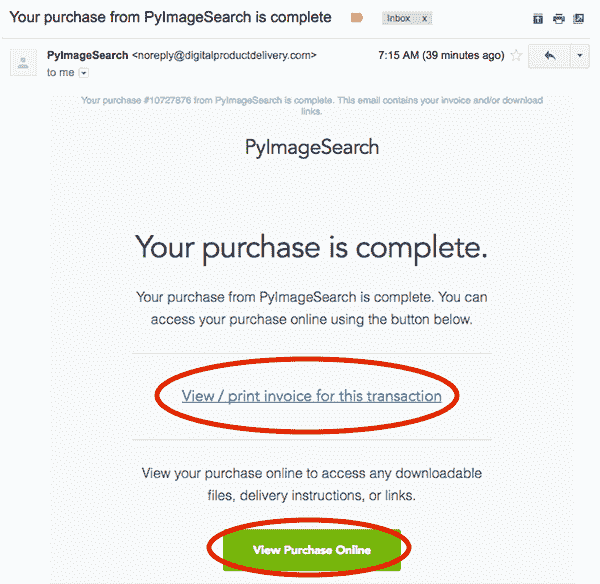 Your purchase from PyImageSearch is complete
Inbox x
PyImageSearch <noreply@digitalproductdelivery.com>
7:15 AM (39 minutes ago)
to me
Your purchase #10727876 from PyImageSearch is complete. This email contains your invoice and/or download
links.
PyImageSearch
Your purchase is complete.
Your purchase from PyImageSearch is complete. You can
access your purchase online using the button below.
View / print invoice for this transaction
View your purchase online to access any downloadable
files, delivery instructions, or links.
View Purchase Online